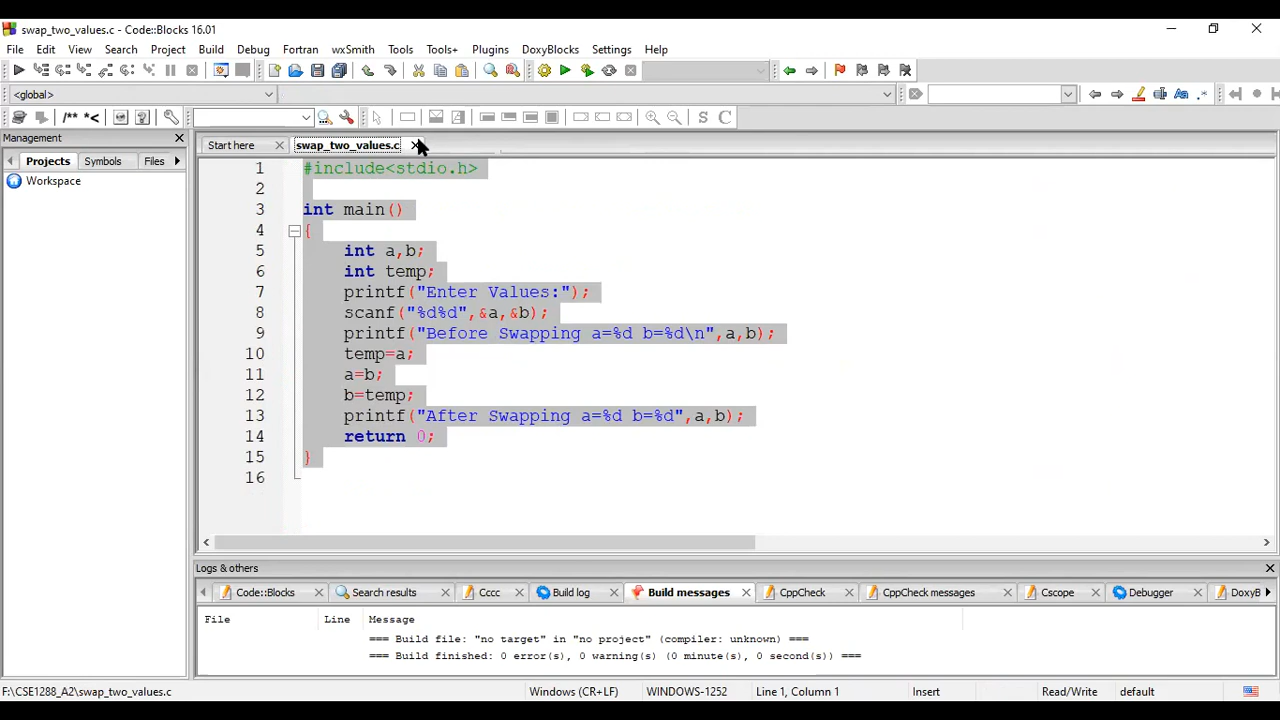 swap_two_values.c - Code::Blocks 16.01
File Edit View Search Project Build Debug Fortran wxSmith Tools Tools+ Plugins DoxyBlocks Settings Help
<global>
/** *<
S C
Management
Projects Symbols Files
Workspace
Start here swap_two_values.c
1 #include<stdio.h>
2
3 int main()
4 {
5 int a,b;
6 int temp;
7 printf("Enter Values:");
8 scanf("%d%d",&a,&b);
9 printf("Before Swapping a=%d b=%d\n",a,b);
10 temp=a;
11 a=b;
12 b=temp;
13 printf("After Swapping a=%d b=%d",a,b);
14 return 0;
15 }
16
Logs & others
Code::Blocks Search results Cccc Build log Build messages CppCheck CppCheck messages Cscope Debugger DoxyB
File Line Message
=== Build file: "no target" in "no project" (compiler: unknown) ===
=== Build finished: 0 error(s), 0 warning(s) (0 minute(s), 0 second(s)) ===
F:\CSE1288_A2\swap_two_values.c Windows (CR+LF) WINDOWS-1252 Line 1, Column 1 Insert Read/Write default